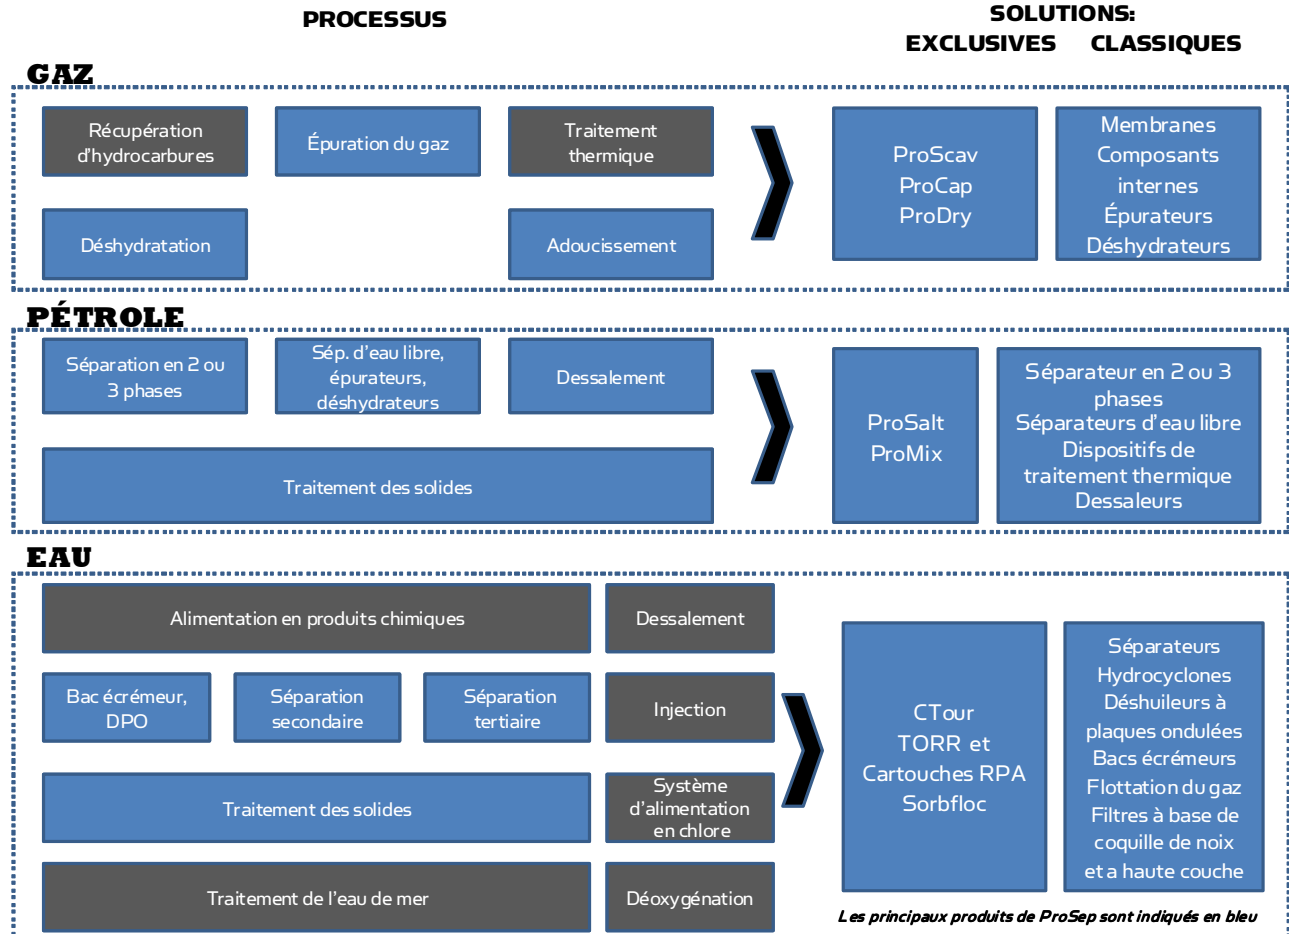 PROCESSUS
SOLUTIONS:
EXCLUSIVES CLASSIQUES
GAZ
Récupération
d'hydrocarbures
Épuration du gaz
Traitement
thermique
Déshydratation
Adoucissement
ProScav
ProCap
ProDry
Membranes
Composants
internes
Épurateurs
Déshydrateurs
PÉTROLE
Séparation en 2 ou
3 phases
Sép. d'eau libre,
épurateurs,
déshydrateurs
Dessalement
Traitement des solides
ProSalt
ProMix
Séparateur en 2 ou 3
phases
Séparateurs d'eau libre
Dispositifs de
traitement thermique
Dessaleurs
EAU
Alimentation en produits chimiques
Dessalement
Bac écrémeur,
DPO
Séparation
secondaire
Séparation
tertiaire
Injection
Traitement des solides
Système
d'alimentation
en chlore
Traitement de l'eau de mer
Déoxygénation
CTour
TORR et
Cartouches RPA
Sorbfloc
Séparateurs
Hydrocyclones
Déshuileurs à
plaques ondulées
Bacs écrémeurs
Flottation du gaz
Filtres à base de
coquille de noix
et a haute couche
Les principaux produits de ProSep sont indiqués en bleu